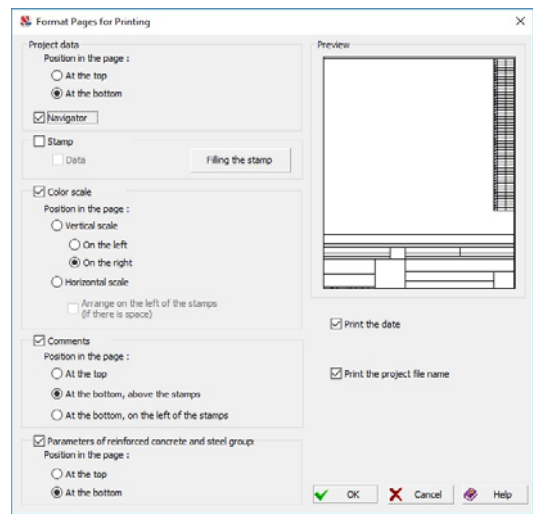 Format Pages for Printing
Project data
Position in the page :
At the top
At the bottom
Navigator
Stamp
Data
Filling the stamp
Color scale
Position in the page :
Vertical scale
On the left
On the right
Horizontal scale
Arrange on the left of the stamps
(if there is space)
Comments
Position in the page :
At the top
At the bottom, above the stamps
At the bottom, on the left of the stamps
Parameters of reinforced concrete and steel group
Position in the page :
At the top
At the bottom
Preview
Print the date
Print the project file name
OK
Cancel
Help